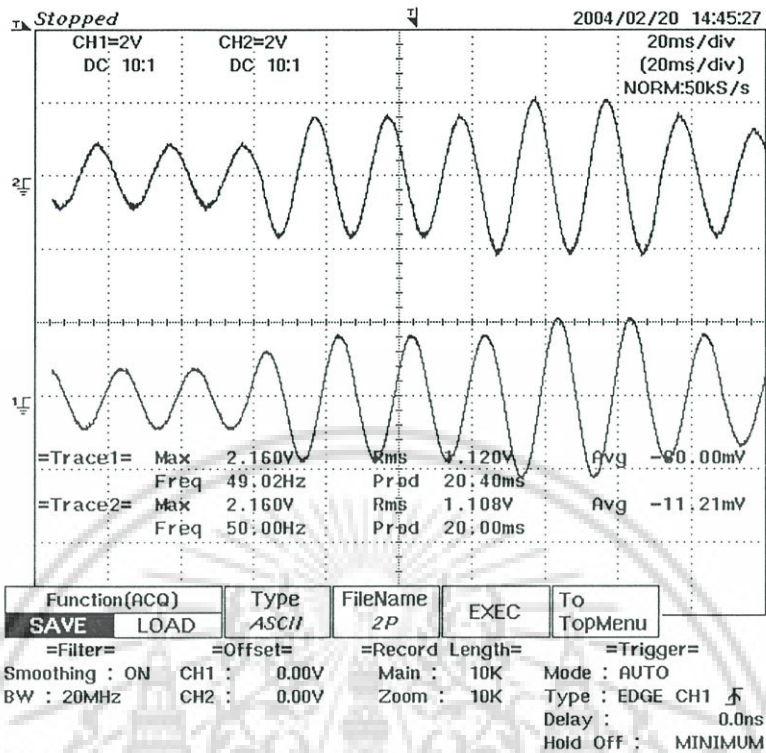 Stopped 2004/02/20 14:45:27
CH1=2V CH2=2V 20ms/div
DC 10:1 DC 10:1 (20ms/div)
NORM:50kS/s
2
1
=Trace1= Max 2.160V Rms 1.120V Avg -60.00mV
Freq 49.02Hz Prod 20.40ms
=Trace2= Max 2.160V Rms 1.108V Avg -11.21mV
Freq 50.00Hz Prod 20.00ms
Function(ACQ) Type FileName EXEC To
SAVE LOAD ASCII 2P TopMenu
=Filter= =Offset= =Record Length= =Trigger=
Smoothing : ON CH1 : 0.00V Main : 10K Mode : AUTO
BW : 20MHz CH2 : 0.00V Zoom : 10K Type : EDGE CH1
Delay : 0.0ns
Hold Off : MINIMUM